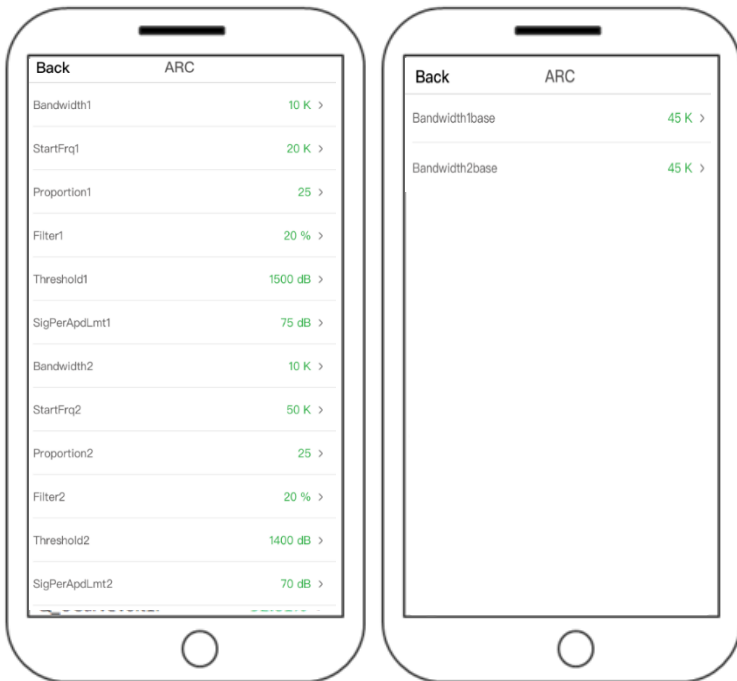 Back ARC
Bandwidth1 10 K >
StartFrq1 20 K >
Proportion1 25 >
Filter1 20 % >
Threshold1 1500 dB >
SigPerApdLmt1 75 dB >
Bandwidth2 10 K >
StartFrq2 50 K >
Proportion2 25 >
Filter2 20 % >
Threshold2 1400 dB >
SigPerApdLmt2 70 dB >
Back ARC
Bandwidth1base 45 K >
Bandwidth2base 45 K >